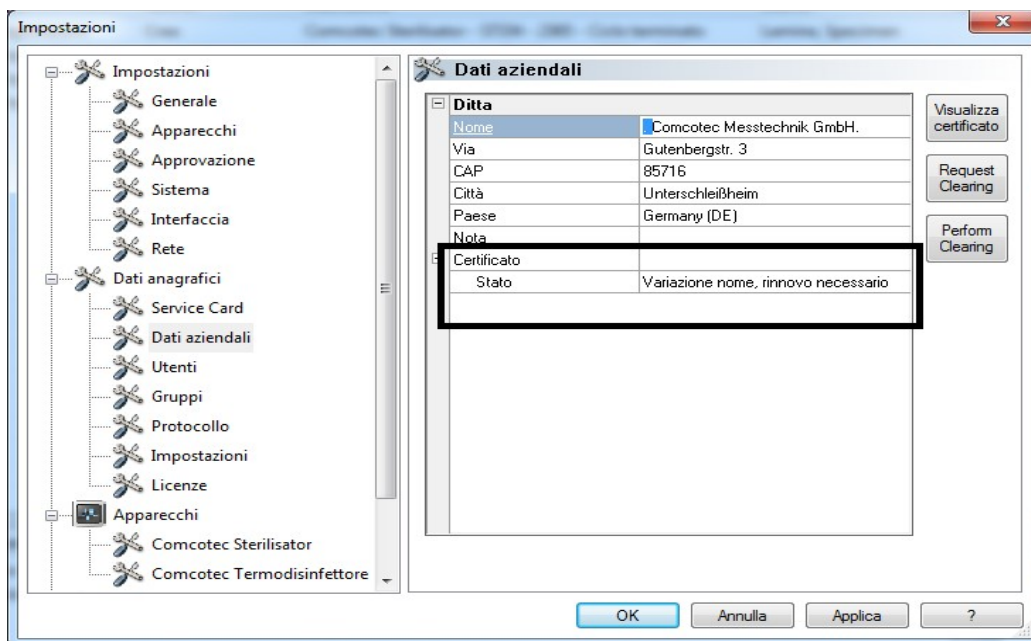 Impostazioni
Impostazioni
Generale
Apparecchi
Approvazione
Sistema
Interfaccia
Rete
Dati anagrafici
Service Card
Dati aziendali
Utenti
Gruppi
Protocollo
Impostazioni
Licenze
Apparecchi
Comcotec Sterilisator
Comcotec Termodisinfettore
Dati aziendali
Ditta
Nome . Comcotec Messtechnik GmbH.
Via Gutenbergstr. 3
CAP 85716
Città Unterschleißheim
Paese Germany (DE)
Nota
Certificato
Stato Variazione nome, rinnovo necessario
Visualizza
certificato
Request
Clearing
Perform
Clearing
OK Annulla Applica ?